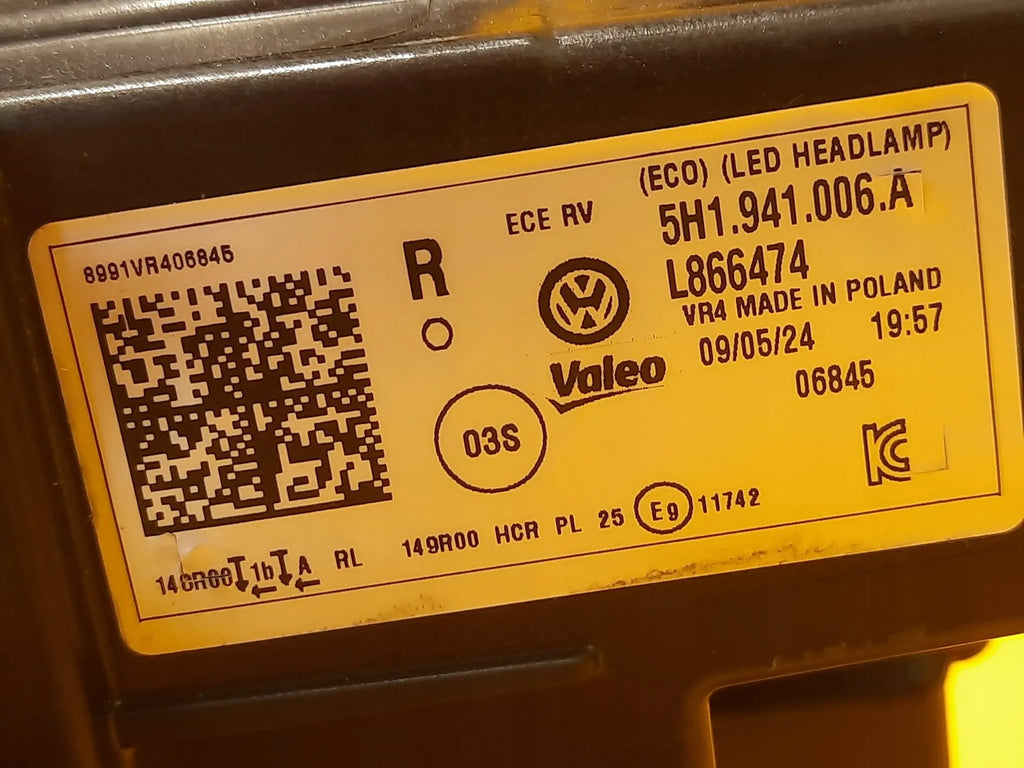 (ECO) (LED HEADLAMP)
ECE RV
5H1.941.006.A
8991VR406845
R
L866474
VR4 MADE IN POLAND
09/05/24 19:57
Valeo
06845
03S
KC
149R00 HCR PL 25 E9 11742
1b A RL